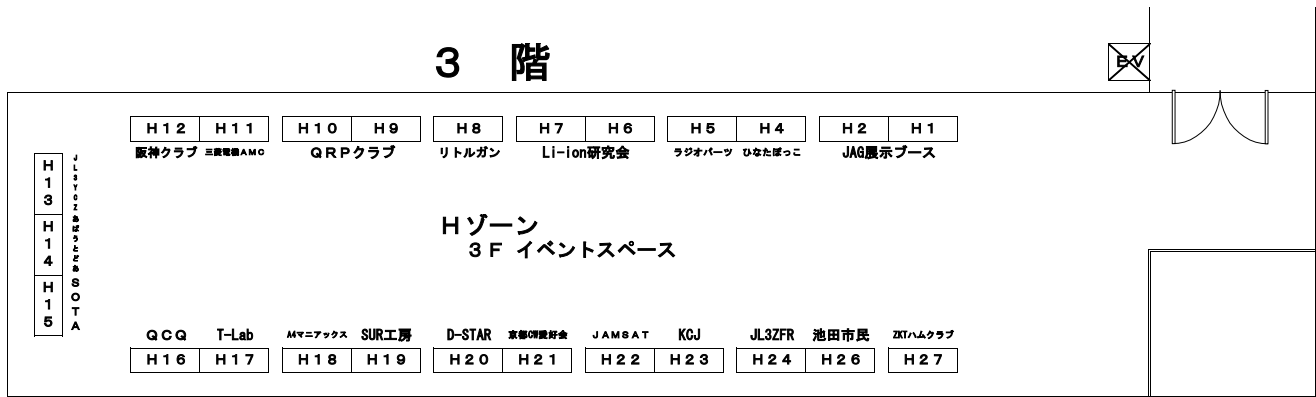 ３　階
EV
Ｈ１２ Ｈ１１ Ｈ１０ Ｈ９ Ｈ８ Ｈ７ Ｈ６ Ｈ５ Ｈ４ Ｈ２ Ｈ１
阪神クラブ 三菱電機ＡＭＣ ＱＲＰクラブ リトルガン Li-ion研究会 ラジオパーツ ひなたぼっこ JAG展示ブース
Ｈ１３ Ｈ１４ Ｈ１５
ＪＬ３ＹＣＺ あばうとどあ ＳＯＴＡ
Ｈゾーン
３Ｆ イベントスペース
ＱＣＱ T-Lab A4マニアックス SUR工房 D-STAR 京都CW愛好会 ＪＡＭＳＡＴ KCJ JL3ZFR 池田市民 ZKTハムクラブ
Ｈ１６ Ｈ１７ Ｈ１８ Ｈ１９ Ｈ２０ Ｈ２１ Ｈ２２ Ｈ２３ Ｈ２４ Ｈ２６ Ｈ２７